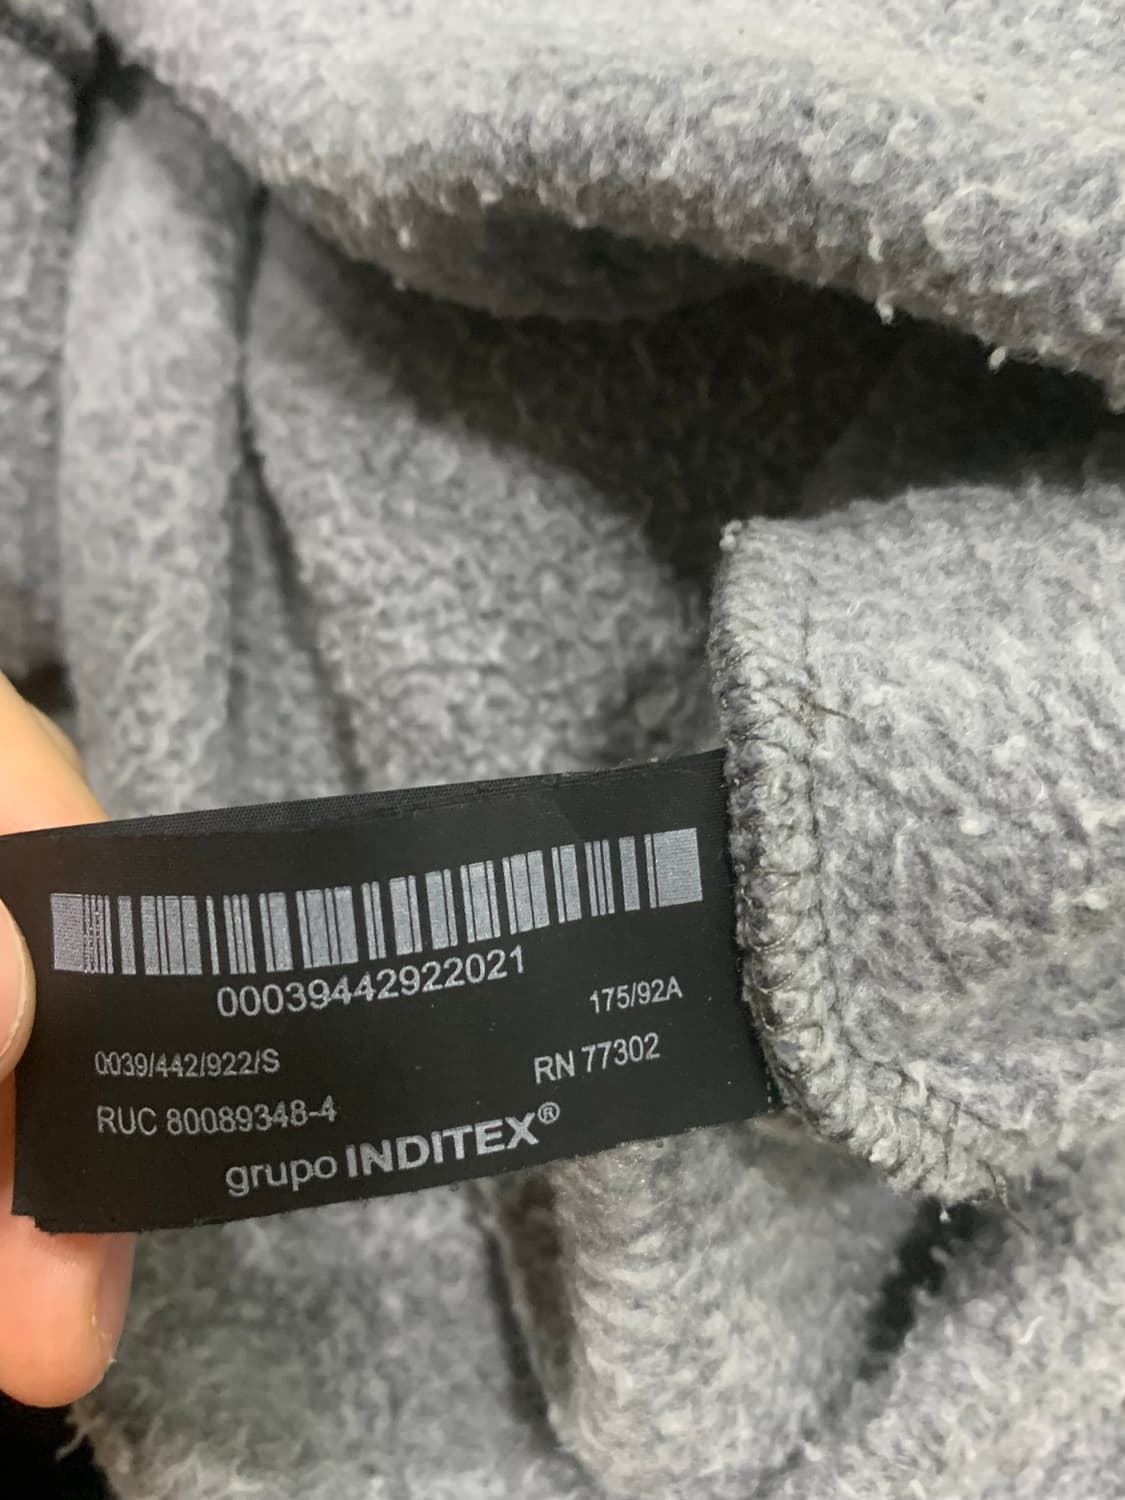 00039442922021
175/92A
0039/442/922/S
RN 77302
RUC 80089348-4
grupo INDITEX®